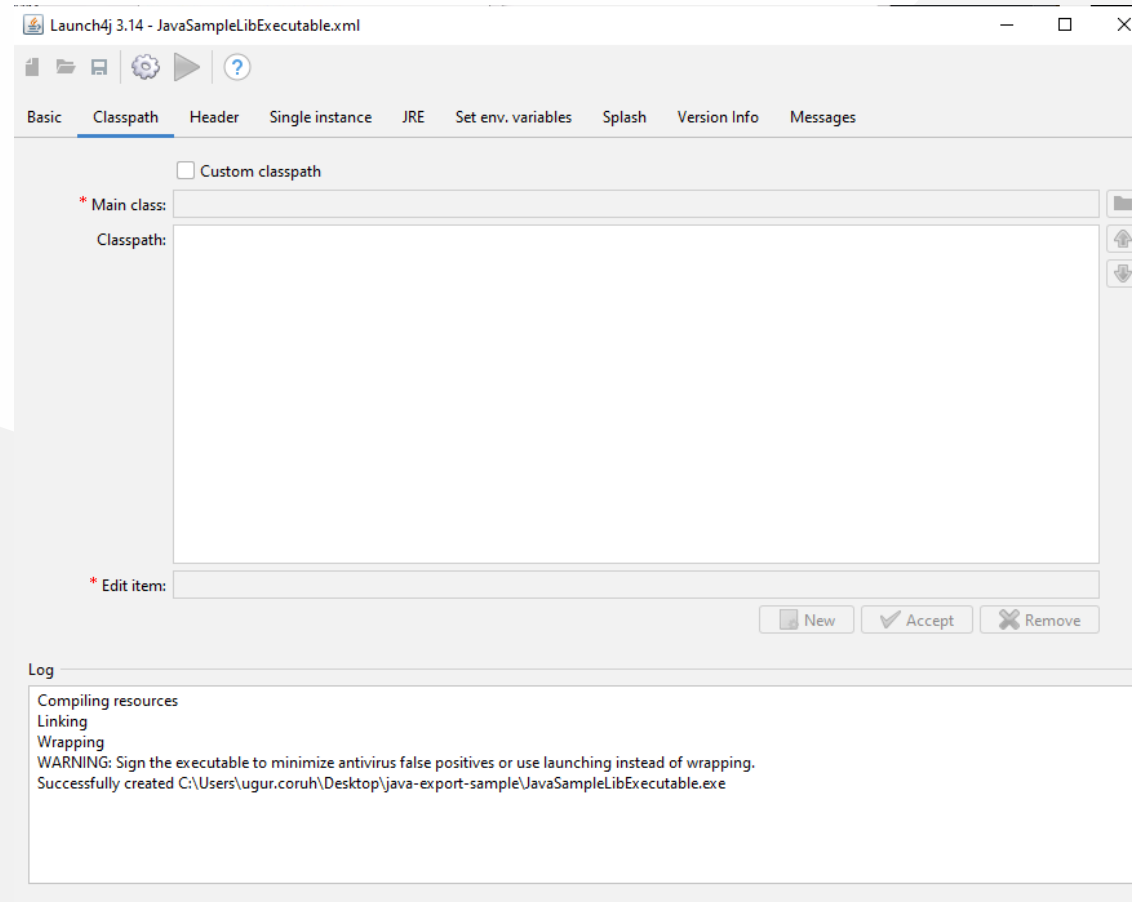 Launch4j 3.14 - JavaSampleLibExecutable.xml
?
Basic Classpath Header Single instance JRE Set env. variables Splash Version Info Messages
Custom classpath
* Main class:
Classpath:
* Edit item:
New Accept Remove
Log
Compiling resources
Linking
Wrapping
WARNING: Sign the executable to minimize antivirus false positives or use launching instead of wrapping.
Successfully created C:\Users\ugur.coruh\Desktop\java-export-sample\JavaSampleLibExecutable.exe